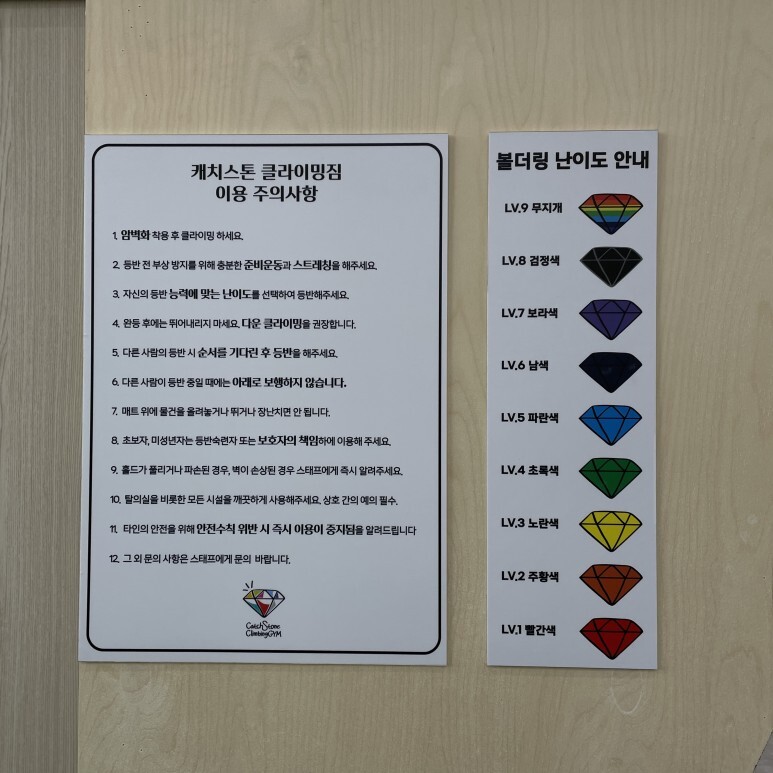 캐치스톤 클라이밍짐
이용 주의사항
1. 암벽화 착용 후 클라이밍 하세요.
2. 등반 전 부상 방지를 위해 충분한 준비운동과 스트레칭을 해주세요.
3. 자신의 등반 능력에 맞는 난이도를 선택하여 등반해주세요.
4. 완등 후에는 뛰어내리지 마세요. 다운 클라이밍을 권장합니다.
5. 다른 사람의 등반 시 순서를 기다린 후 등반을 해주세요.
6. 다른 사람이 등반 중일 때에는 아래로 보행하지 않습니다.
7. 매트 위에 물건을 올려놓거나 뛰거나 장난치면 안 됩니다.
8. 초보자, 미성년자는 등반숙련자 또는 보호자의 책임하에 이용해 주세요.
9. 홀드가 풀리거나 파손된 경우, 벽이 손상된 경우 스태프에게 즉시 알려주세요.
10. 탈의실을 비롯한 모든 시설을 깨끗하게 사용해주세요. 상호 간의 예의 필수.
11. 타인의 안전을 위해 안전수칙 위반 시 즉시 이용이 중지됨을 알려드립니다
12. 그 외 문의 사항은 스태프에게 문의 바랍니다.
Catch Stone
Climbing GYM
볼더링 난이도 안내
LV.9 무지개
LV.8 검정색
LV.7 보라색
LV.6 남색
LV.5 파란색
LV.4 초록색
LV.3 노란색
LV.2 주황색
LV.1 빨간색